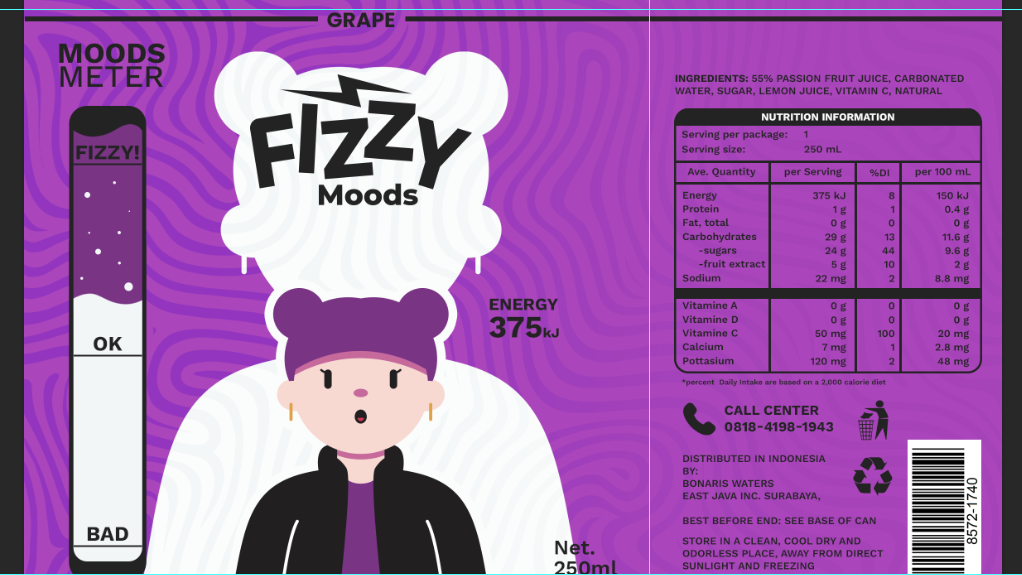 GRAPE
MOODS
METER
FIZZY!
OK
BAD
FIZZY
Moods
ENERGY
375kJ
Net.
250ml
INGREDIENTS: 55% PASSION FRUIT JUICE, CARBONATED
WATER, SUGAR, LEMON JUICE, VITAMIN C, NATURAL
NUTRITION INFORMATION
Serving per package: 1
Serving size: 250 mL
Ave. Quantity per Serving %DI per 100 mL
Energy 375 kJ 8 150 kJ
Protein 1 g 1 0.4 g
Fat, total 0 g 0 0 g
Carbohydrates 29 g 13 11.6 g
-sugars 24 g 44 9.6 g
-fruit extract 5 g 10 2 g
Sodium 22 mg 2 8.8 mg
Vitamine A 0 g 0 0 g
Vitamine D 0 g 0 0 g
Vitamine C 50 mg 100 20 mg
Calcium 7 mg 1 2.8 mg
Pottasium 120 mg 2 48 mg
*percent Daily Intake are based on a 2,000 calorie diet
CALL CENTER
0818-4198-1943
DISTRIBUTED IN INDONESIA
BY:
BONARIS WATERS
EAST JAVA INC. SURABAYA,
BEST BEFORE END: SEE BASE OF CAN
STORE IN A CLEAN, COOL DRY AND
ODORLESS PLACE, AWAY FROM DIRECT
SUNLIGHT AND FREEZING
8572-1740